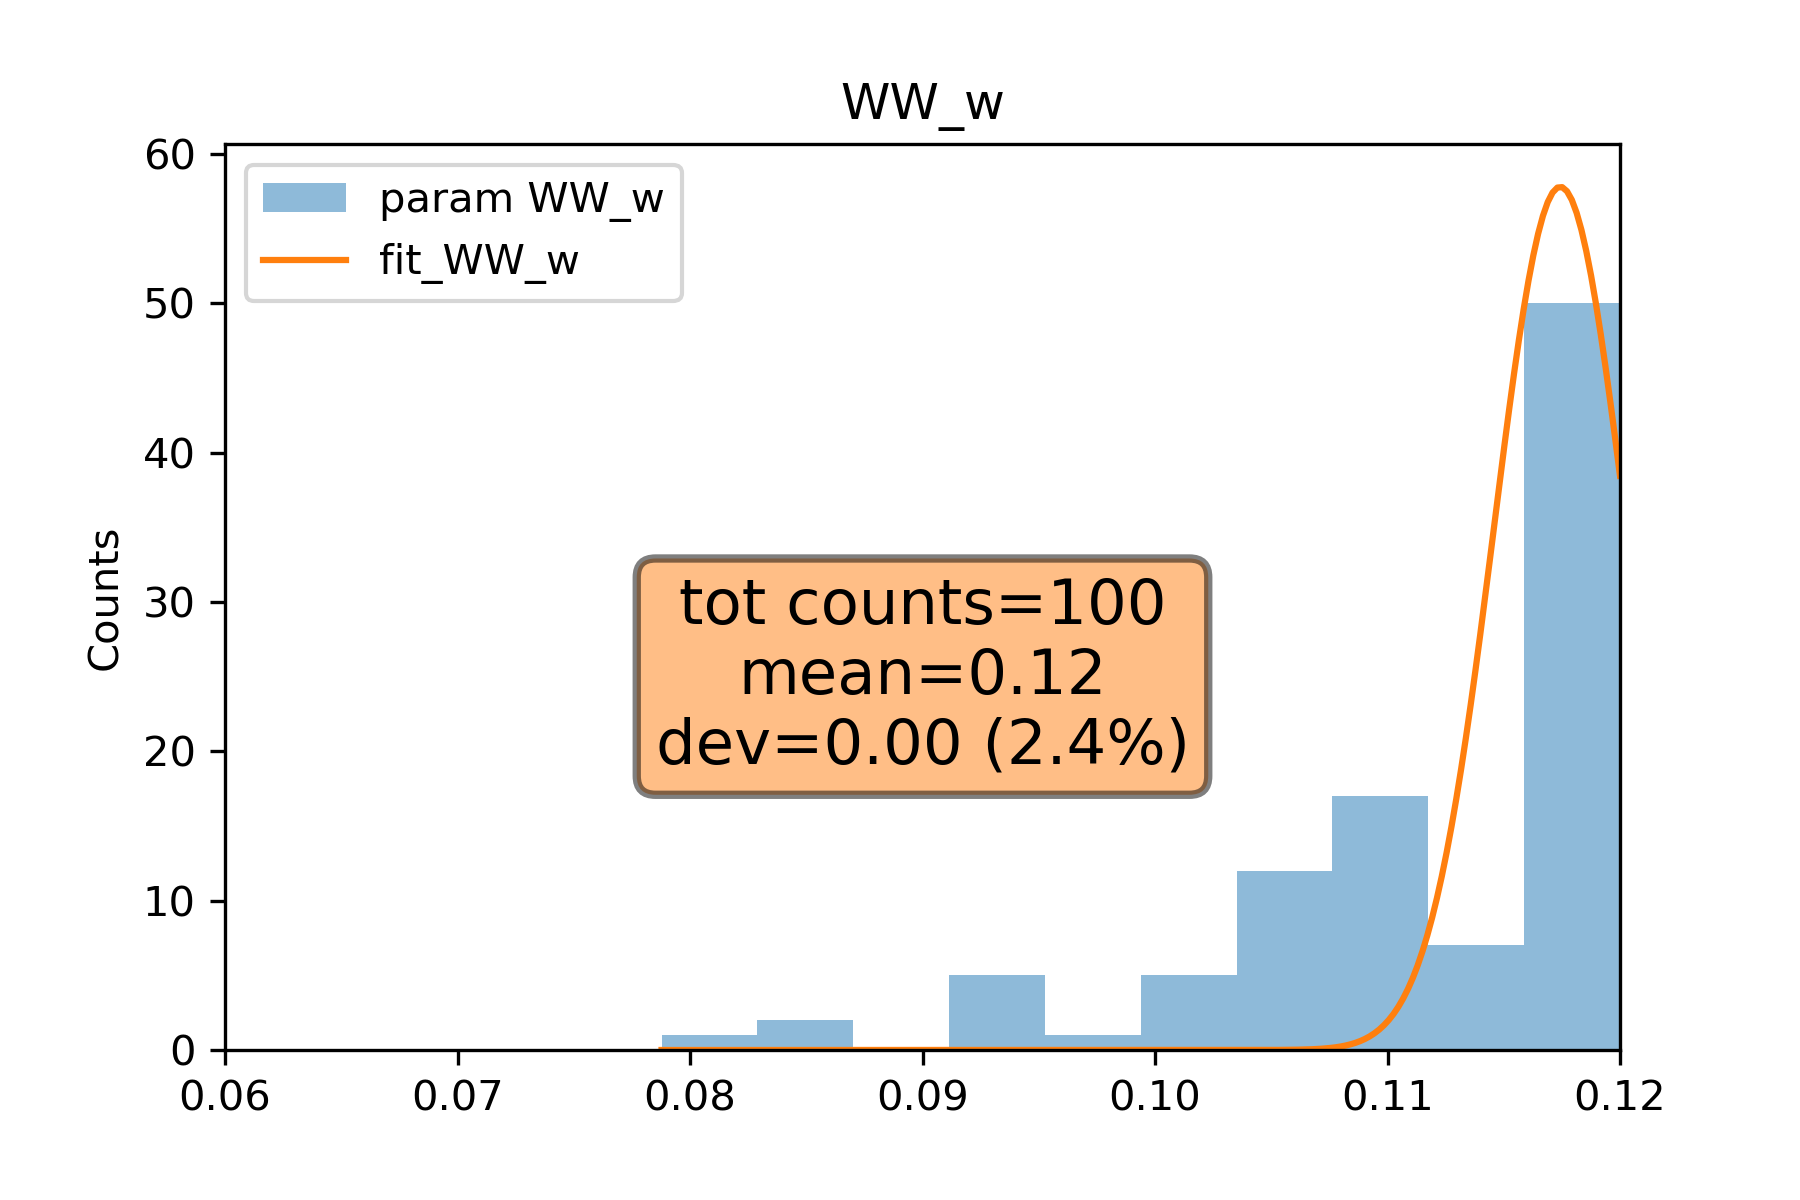 WW_w
60
50
40
30
20
10
0
Counts
param WW_w
fit_WW_w
tot counts=100
mean=0.12
dev=0.00 (2.4%)
0.06 0.07 0.08 0.09 0.10 0.11 0.12